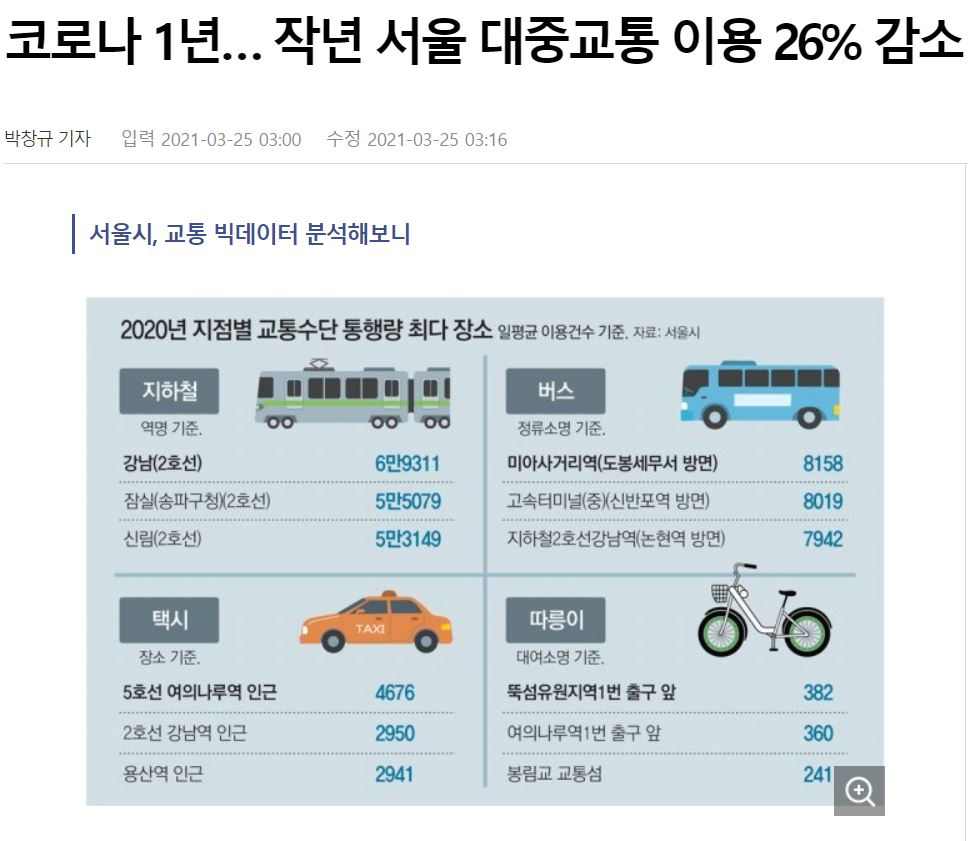 코로나 1년… 작년 서울 대중교통 이용 26% 감소
박창규 기자 입력 2021-03-25 03:00 수정 2021-03-25 03:16
서울시, 교통 빅데이터 분석해보니
2020년 지점별 교통수단 통행량 최다 장소 일평균 이용건수 기준. 자료: 서울시
지하철
역명 기준.
강남(2호선) 6만9311
잠실(송파구청)(2호선) 5만5079
신림(2호선) 5만3149
버스
정류소명 기준.
미아사거리역(도봉세무서 방면) 8158
고속터미널(중)(신반포역 방면) 8019
지하철2호선강남역(논현역 방면) 7942
택시
TAXI
장소 기준.
5호선 여의나루역 인근 4676
2호선 강남역 인근 2950
용산역 인근 2941
따릉이
대여소명 기준.
뚝섬유원지역1번 출구 앞 382
여의나루역1번 출구 앞 360
봉림교 교통섬 241